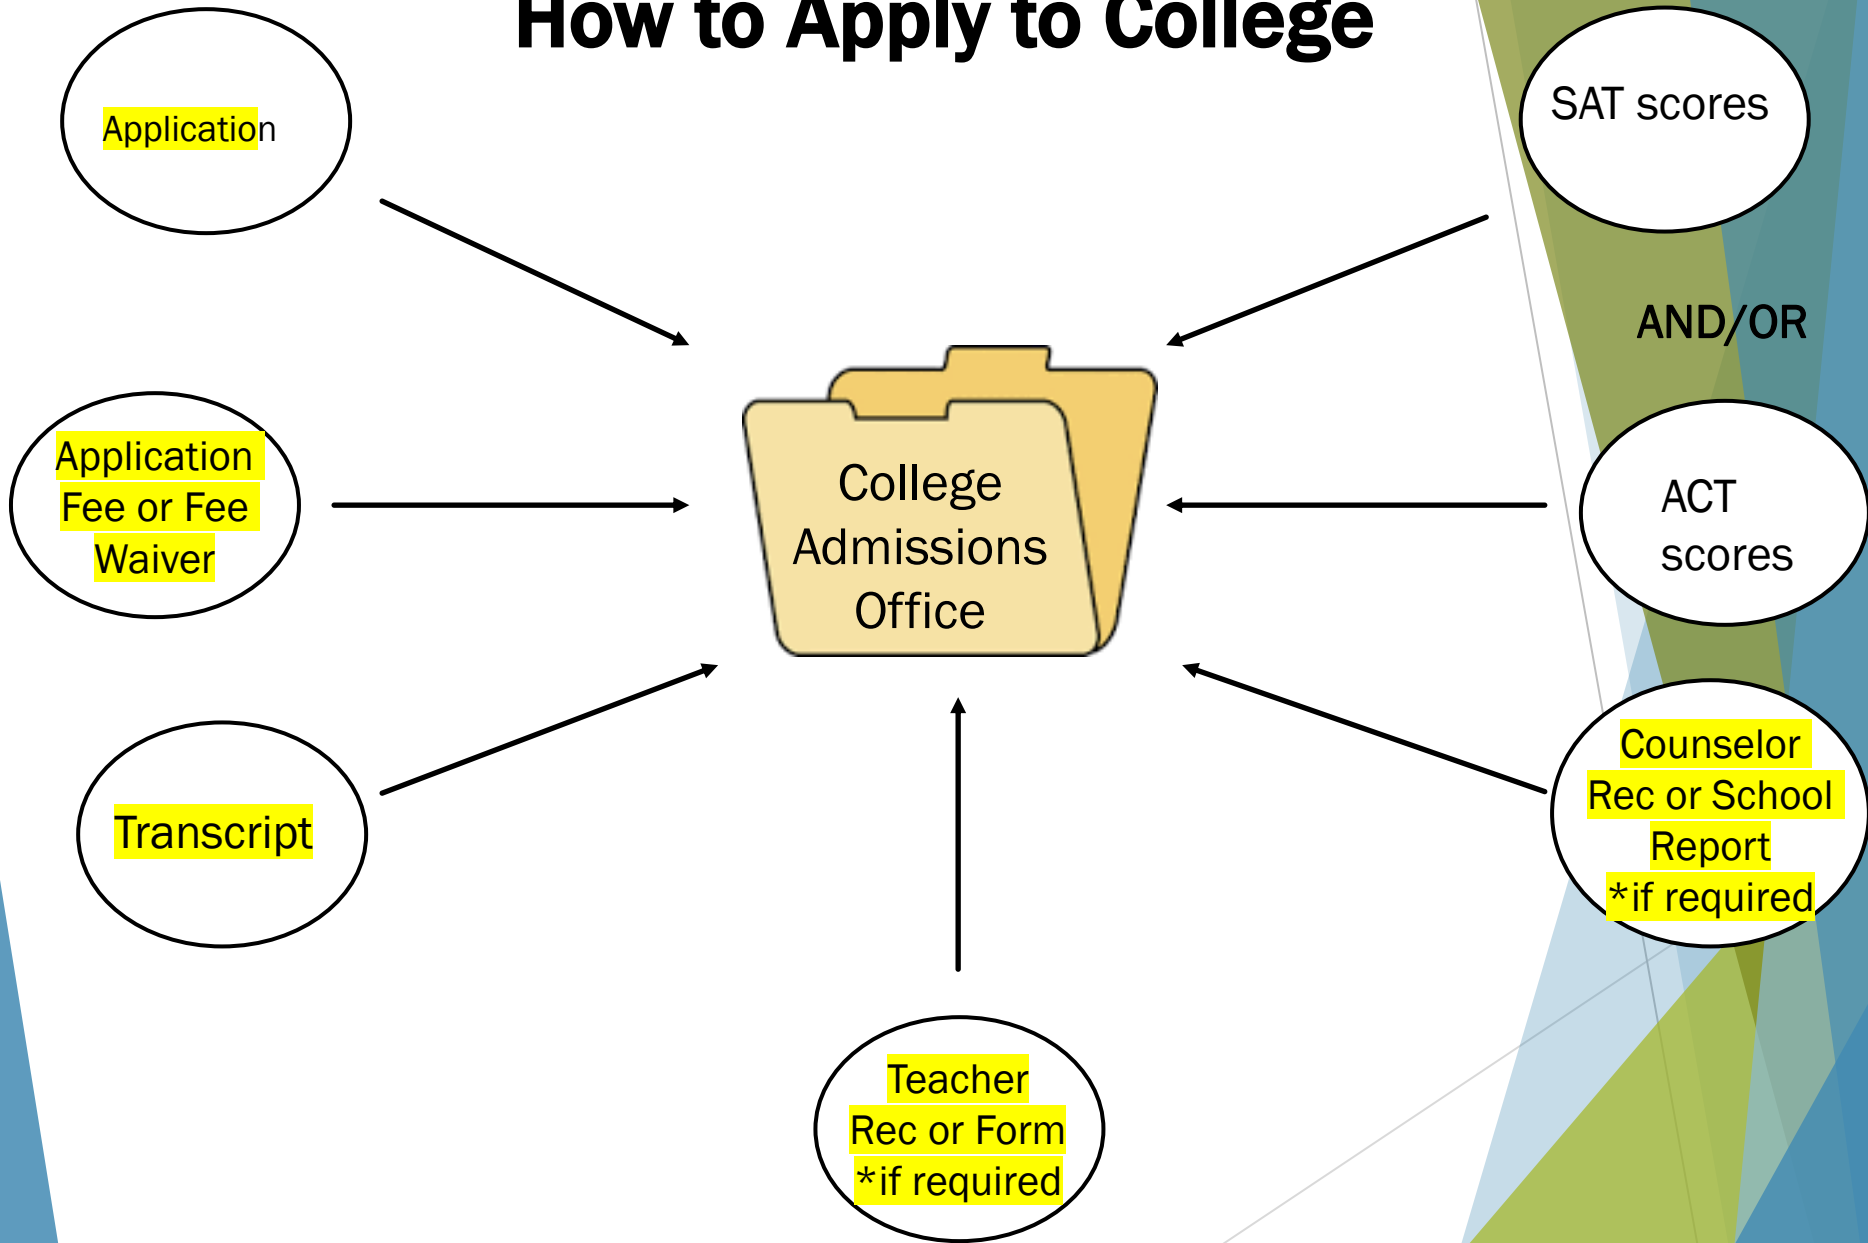 How to Apply to College
Application
SAT scores
AND/OR
Application
Fee or Fee
Waiver
College
Admissions
Office
ACT
scores
Transcript
Counselor
Rec or School
Report
*if required
Teacher
Rec or Form
*if required